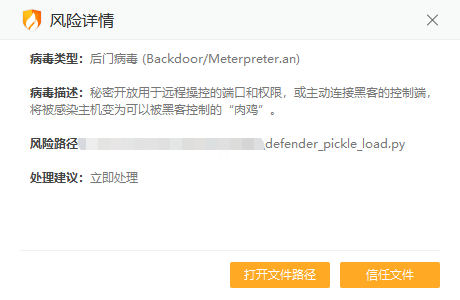 风险详情
病毒类型：后门病毒 (Backdoor/Meterpreter.an)
病毒描述：秘密开放用于远程操控的端口和权限，或主动连接黑客的控制端，
将被感染主机变为可以被黑客控制的“肉鸡”。
风险路径 \defender_pickle_load.py
处理建议：立即处理
打开文件路径
信任文件